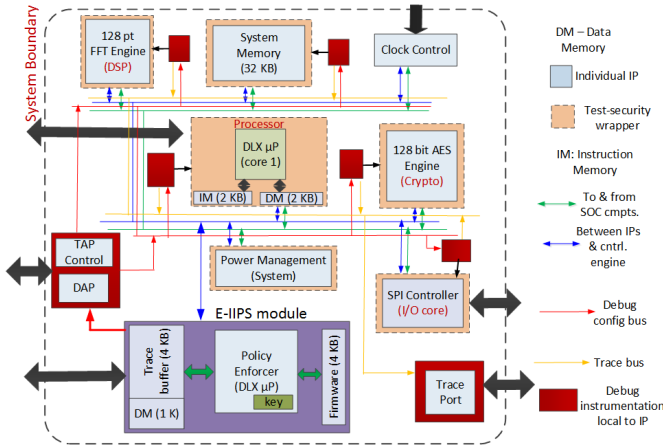 System Boundary
128 pt
FFT Engine
(DSP)
System
Memory
(32 KB)
Clock Control
Processor
DLX µP
(core 1)
IM (2 KB)
DM (2 KB)
128 bit AES
Engine
(Crypto)
TAP
Control
DAP
Power Management
(System)
SPI Controller
(I/O core)
E-IIPS module
Trace
buffer (4 KB)
DM (1 K)
Policy
Enforcer
(DLX µP)
key
Firmware (4 KB)
Trace
Port
DM – Data
Memory
Individual IP
Test-security
wrapper
IM: Instruction
Memory
To & from
SOC cmpts.
Between IPs
& cntrl.
engine
Debug
config bus
Trace bus
Debug
instrumentation
local to IP